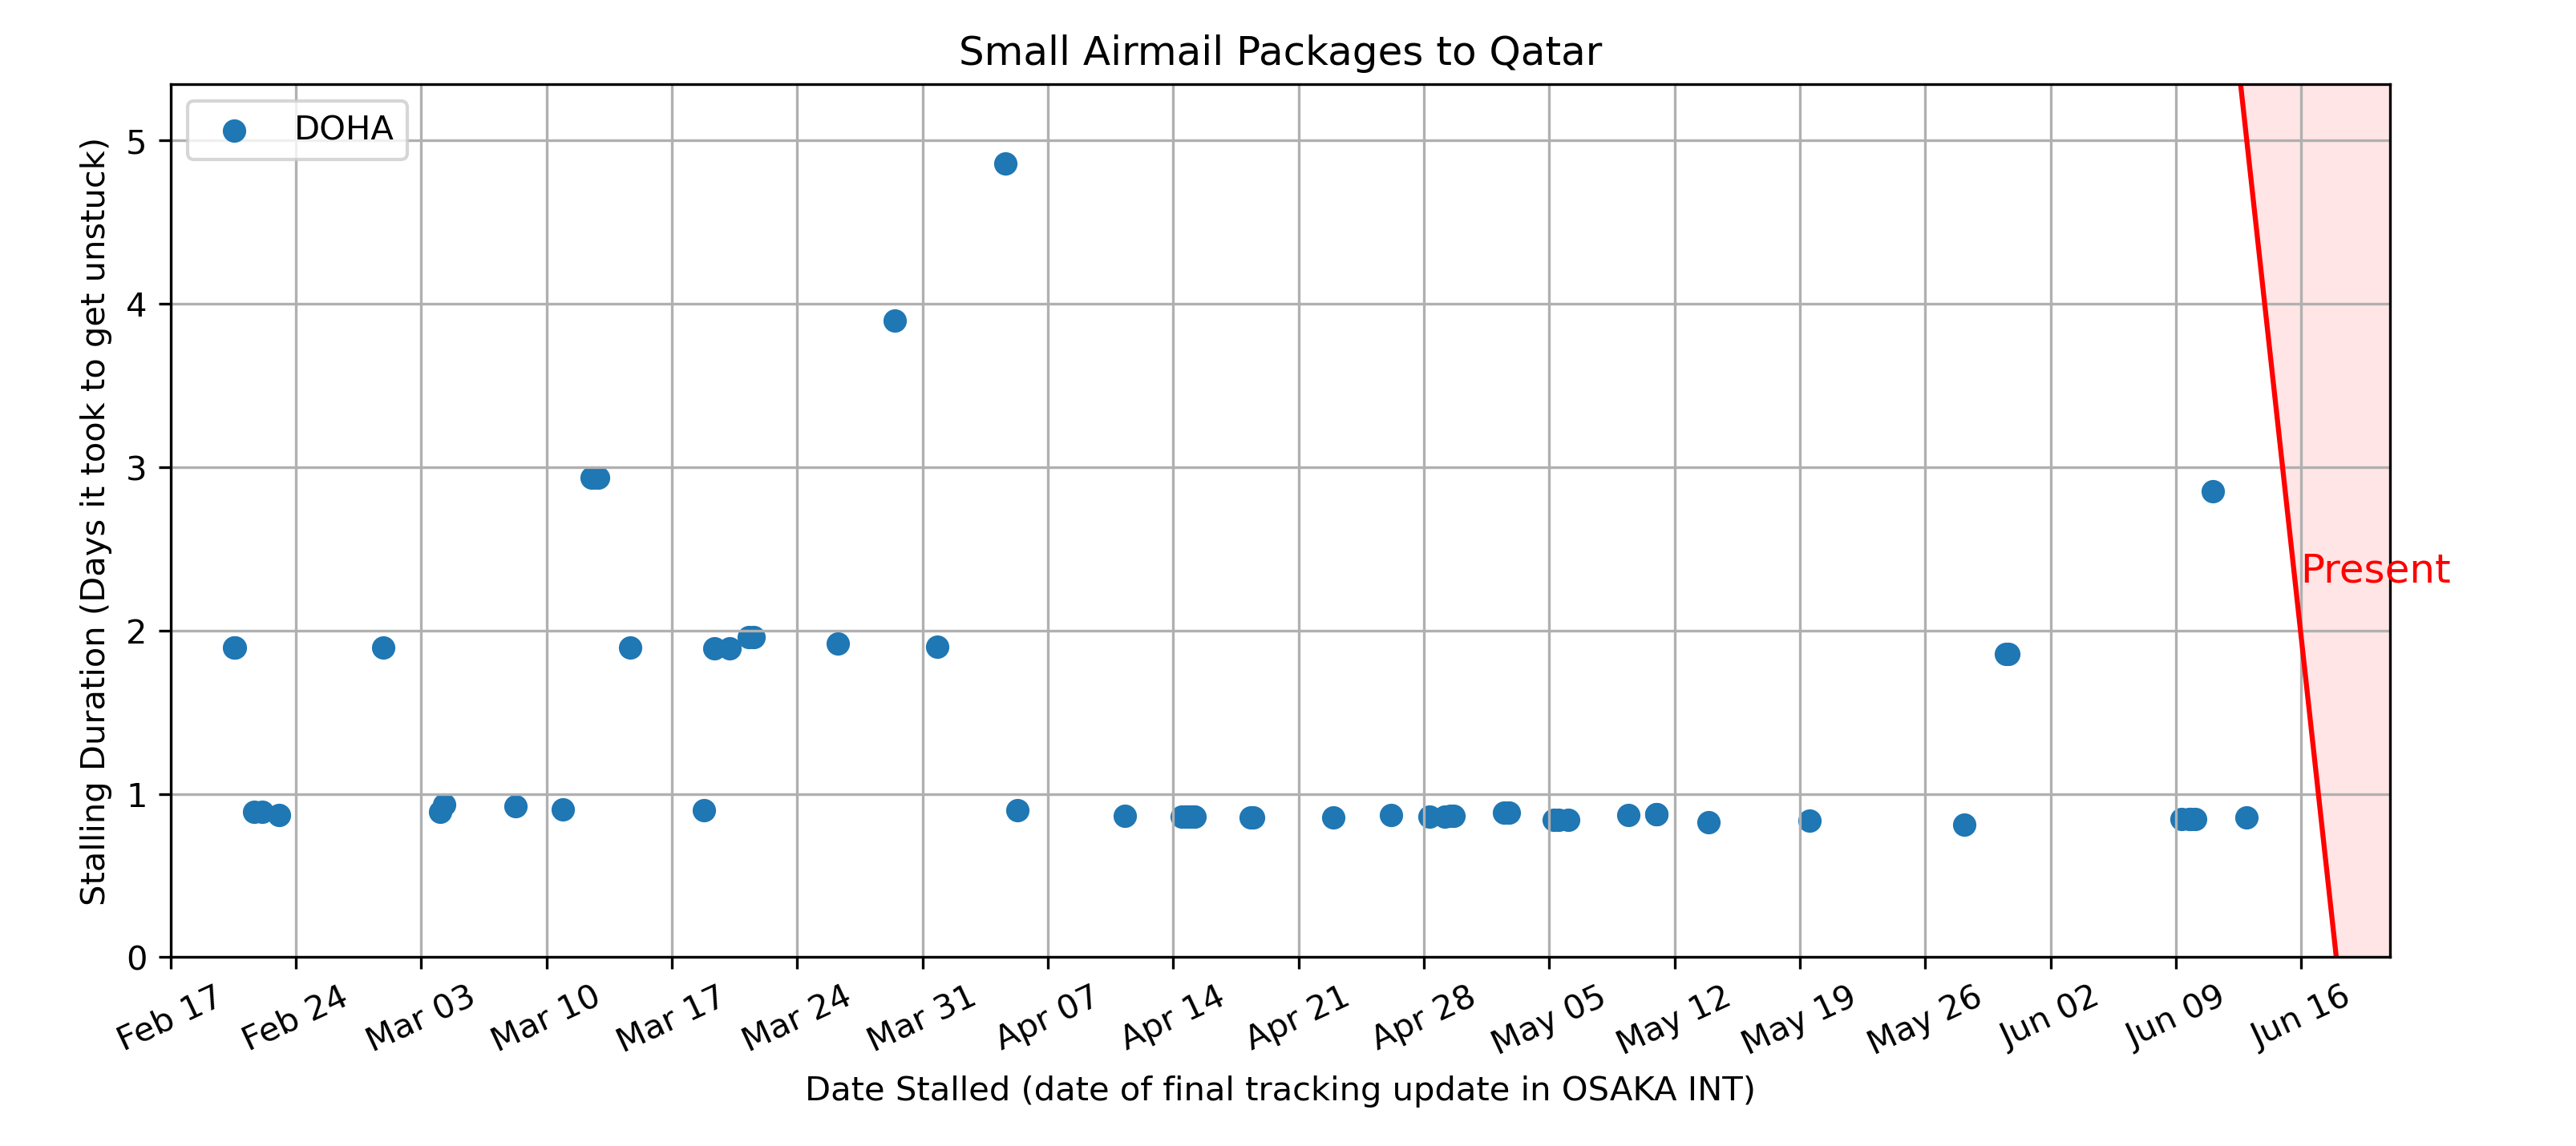 Small Airmail Packages to Qatar
DOHA
Stalling Duration (Days it took to get unstuck)
5
4
3
2
1
0
Present
Feb 17
Feb 24
Mar 03
Mar 10
Mar 17
Mar 24
Mar 31
Apr 07
Apr 14
Apr 21
Apr 28
May 05
May 12
May 19
May 26
Jun 02
Jun 09
Jun 16
Date Stalled (date of final tracking update in OSAKA INT)